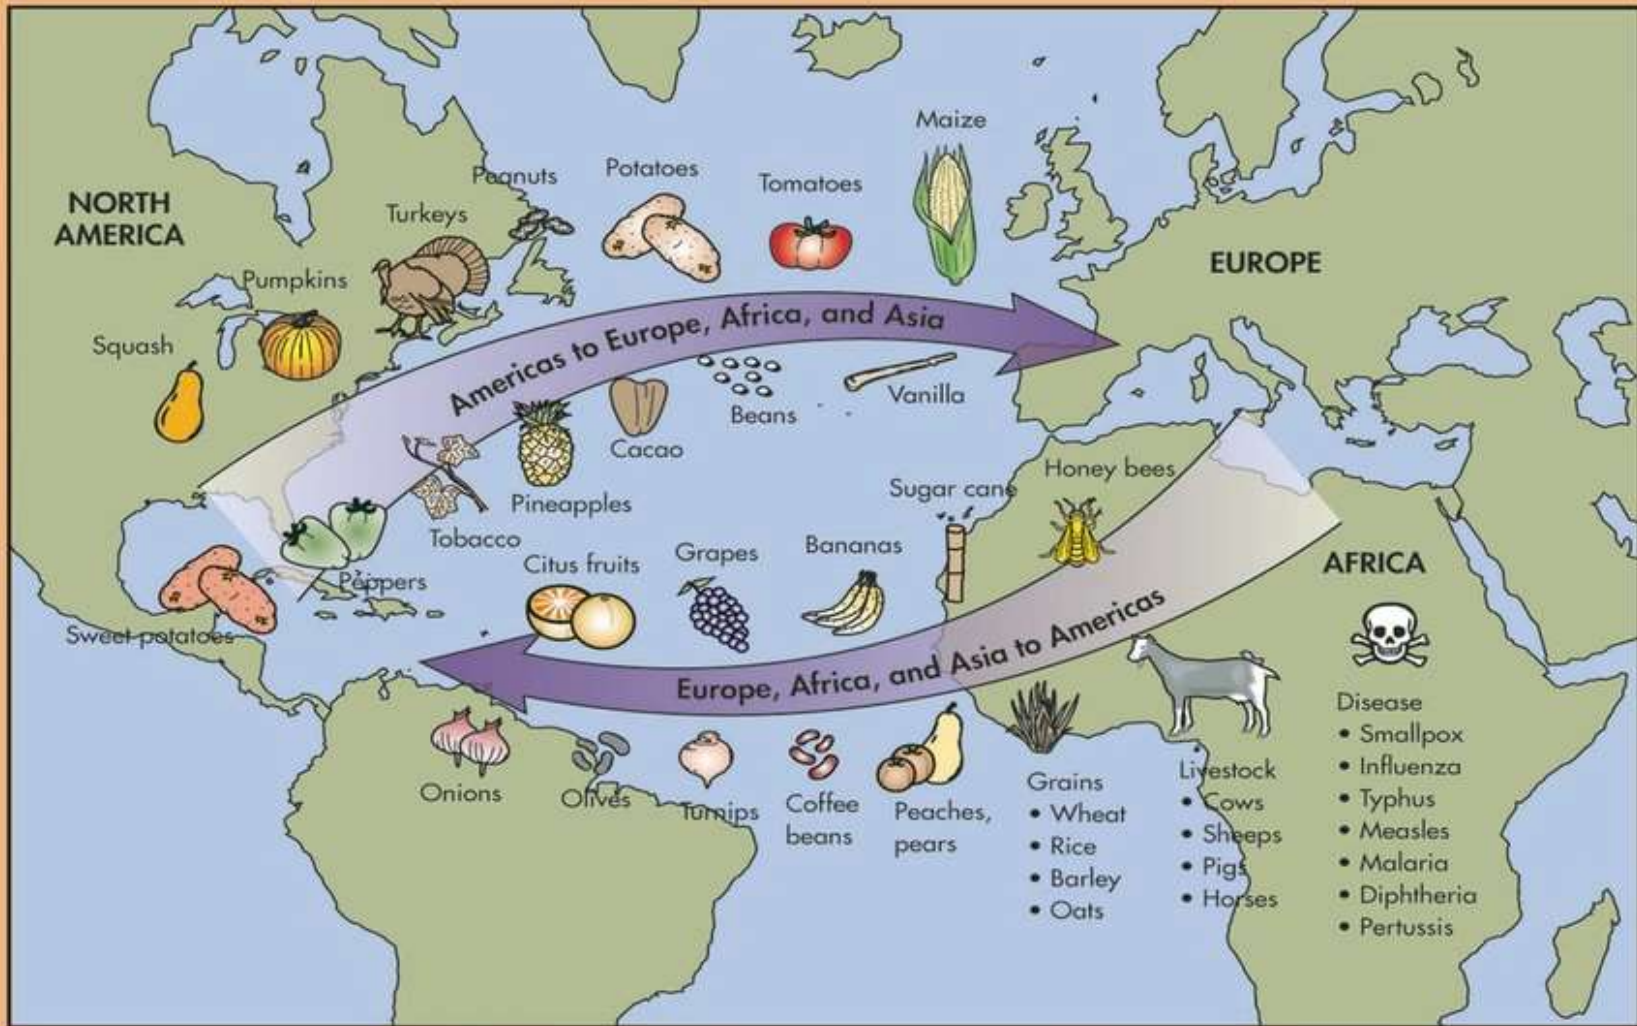 NORTH
AMERICA
Squash
Pumpkins
Turkeys
Peanuts
Potatoes
Tomatoes
Maize
EUROPE
Americas to Europe, Africa, and Asia
Sweet potatoes
Peppers
Tobacco
Pineapples
Cacao
Beans
Vanilla
Citus fruits
Grapes
Bananas
Sugar cane
Honey bees
AFRICA
Europe, Africa, and Asia to Americas
Onions
Olives
Turnips
Coffee
beans
Peaches,
pears
Grains
• Wheat
• Rice
• Barley
• Oats
Livestock
• Cows
• Sheeps
• Pigs
• Horses
Disease
• Smallpox
• Influenza
• Typhus
• Measles
• Malaria
• Diphtheria
• Pertussis